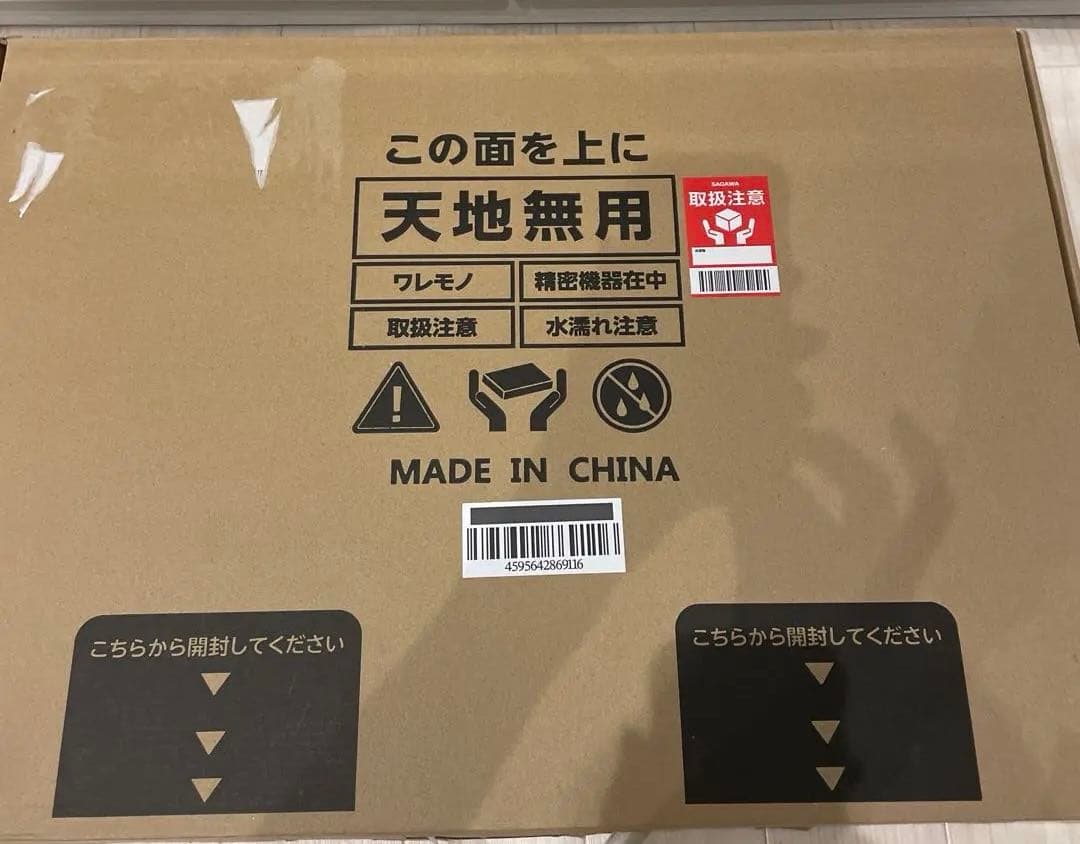 この面を上に
天地無用
ワレモノ
精密機器在中
取扱注意
水濡れ注意
SAGAWA
取扱注意
MADE IN CHINA
4595642869116
こちらから開封してください
こちらから開封してください